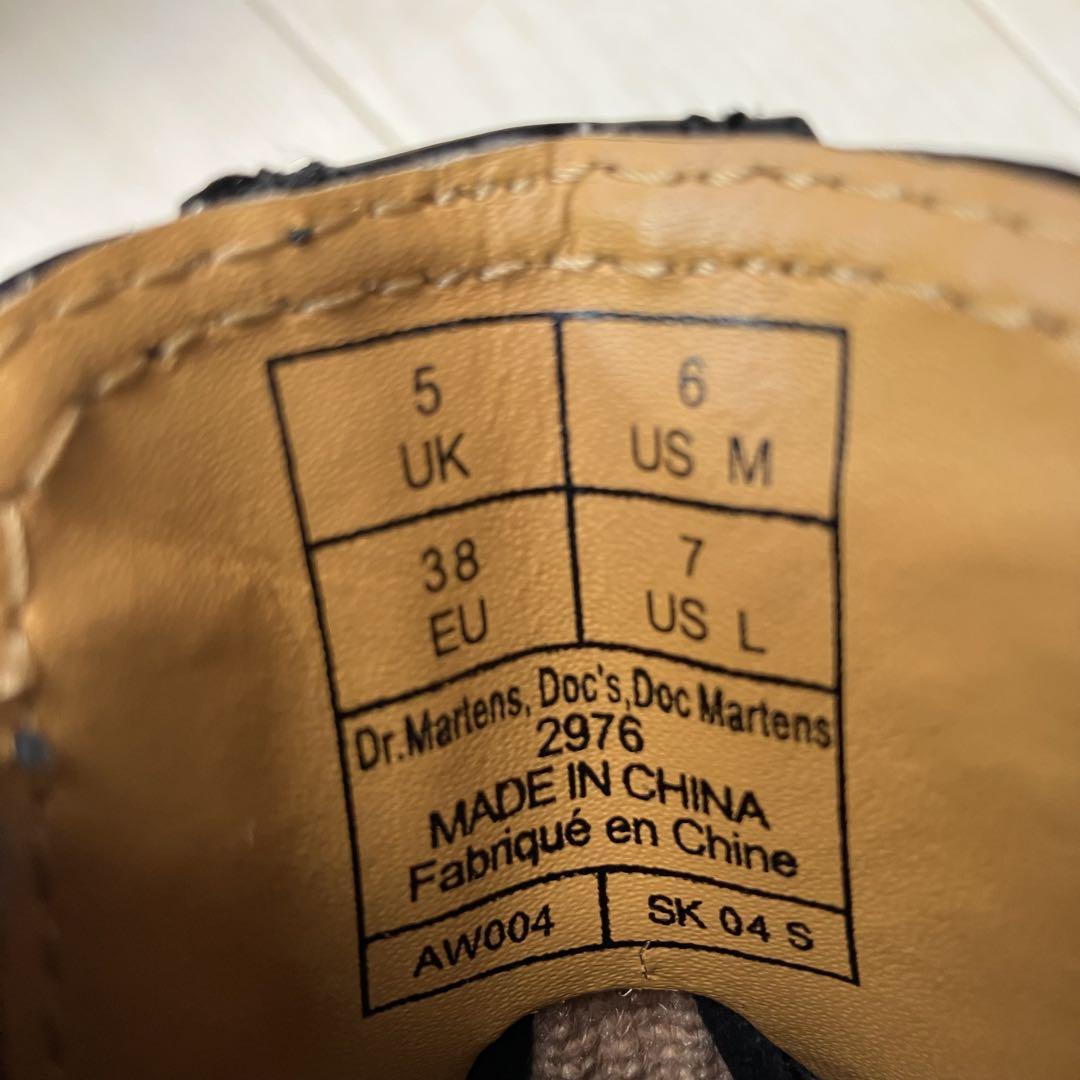 5
UK
6
US M
38
EU
7
US L
Dr.Martens, Doc's,Doc Martens
2976
MADE IN CHINA
Fabriqué en Chine
AW004
SK 04 S